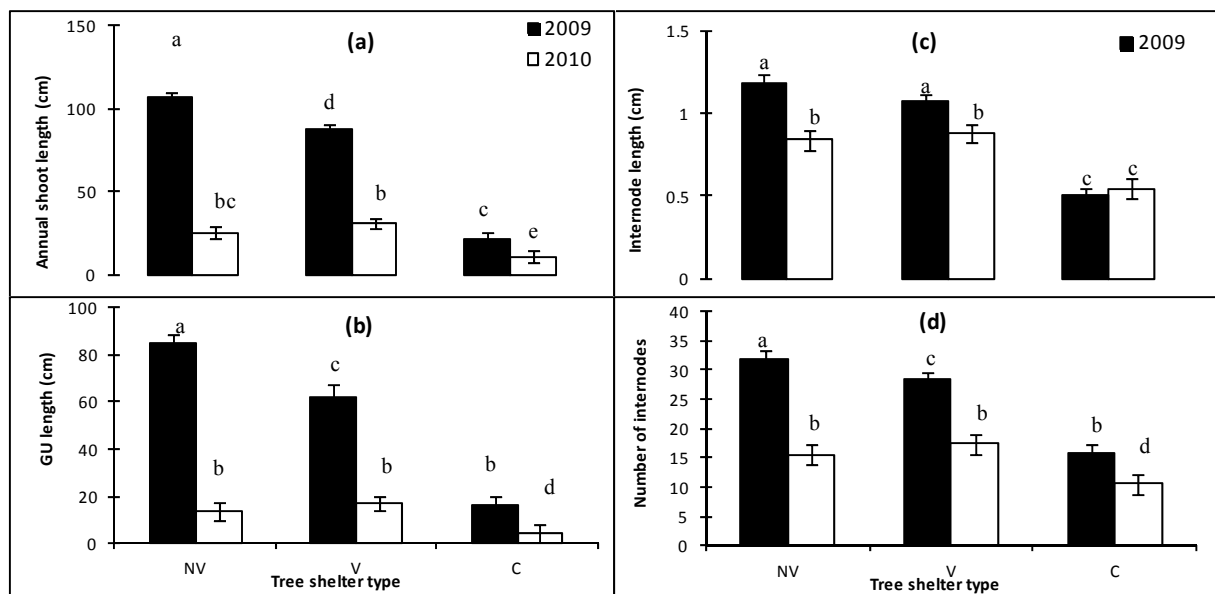 (a)
2009
2010
Annual shoot length (cm)
150
100
50
0
a
bc
d
b
c
e
(c)
2009
Internode length (cm)
1.5
1
0.5
0
a
b
a
b
c
c
(b)
GU length (cm)
100
80
60
40
20
0
a
b
c
b
b
d
NV
V
C
Tree shelter type
(d)
Number of internodes
40
35
30
25
20
15
10
5
0
a
b
c
b
b
d
NV
V
C
Tree shelter type